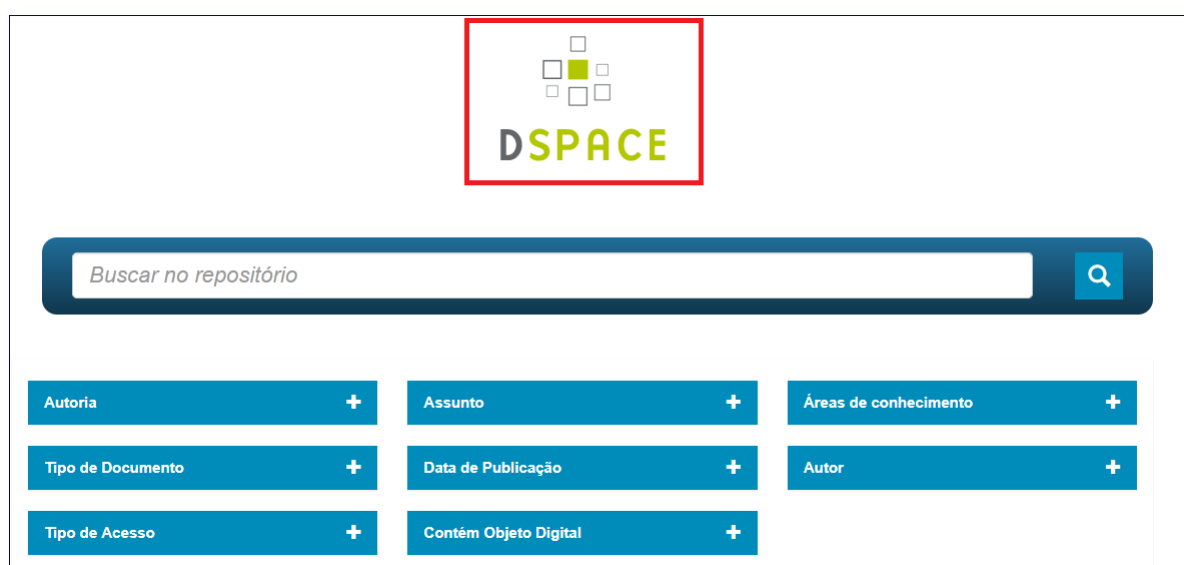 DSPACE
Buscar no repositório
Autoria
Assunto
Áreas de conhecimento
Tipo de Documento
Data de Publicação
Autor
Tipo de Acesso
Contém Objeto Digital